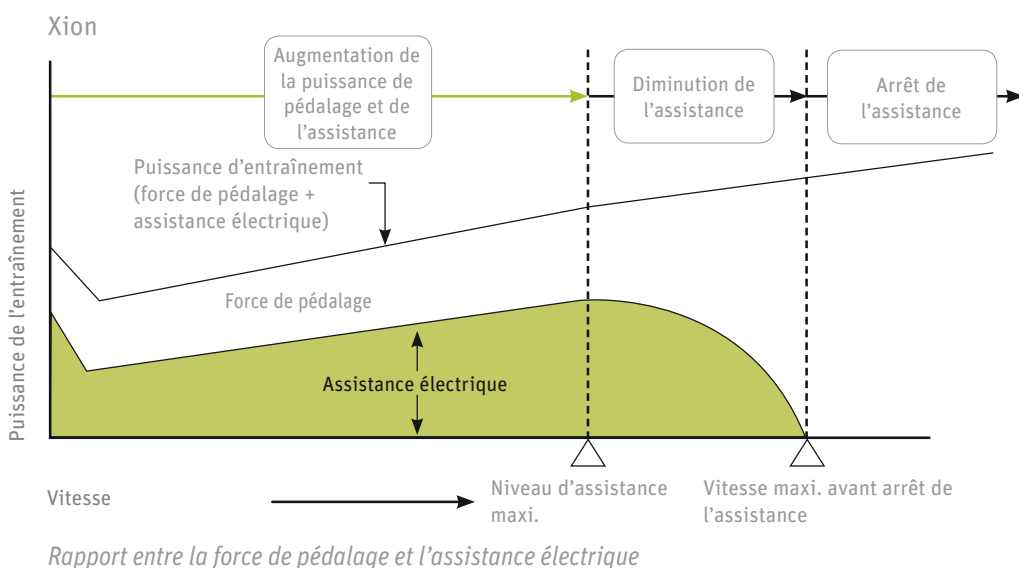 Xion
Augmentation de
la puissance de
pédalage et de
l'assistance
Diminution de
l'assistance
Arrêt de
l'assistance
Puissance d'entraînement
(force de pédalage +
assistance électrique)
Puissance de l'entraînement
Force de pédalage
Assistance électrique
Vitesse
Niveau d'assistance
maxi.
Vitesse maxi. avant arrêt de
l'assistance
Rapport entre la force de pédalage et l'assistance électrique